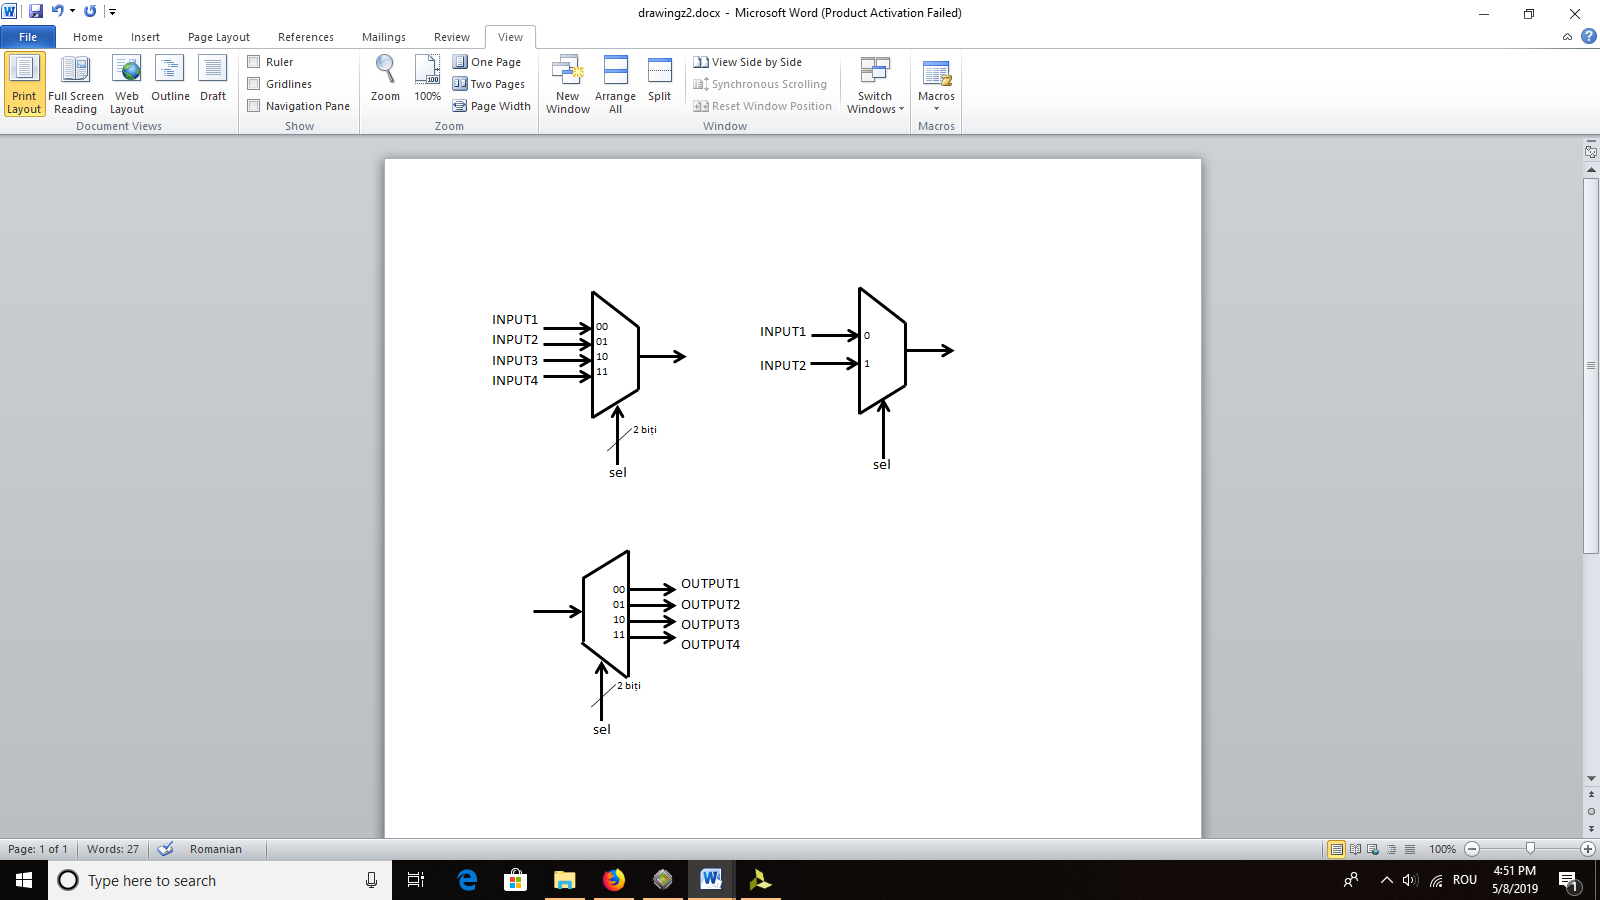 drawingz2.docx - Microsoft Word (Product Activation Failed)
File Home Insert Page Layout References Mailings Review View
Print Layout
Full Screen Reading
Web Layout
Outline
Draft
Document Views
Ruler
Gridlines
Navigation Pane
Show
Zoom
100%
One Page
Two Pages
Page Width
Zoom
New Window
Arrange All
Split
View Side by Side
Synchronous Scrolling
Reset Window Position
Window
Switch Windows
Macros
Macros
INPUT1
INPUT2
INPUT3
INPUT4
00
01
10
11
2 biți
sel
INPUT1
INPUT2
0
1
sel
00
01
10
11
OUTPUT1
OUTPUT2
OUTPUT3
OUTPUT4
2 biți
sel
Page: 1 of 1 Words: 27 Romanian 100%
Type here to search
ROU
4:51 PM
5/8/2019
1